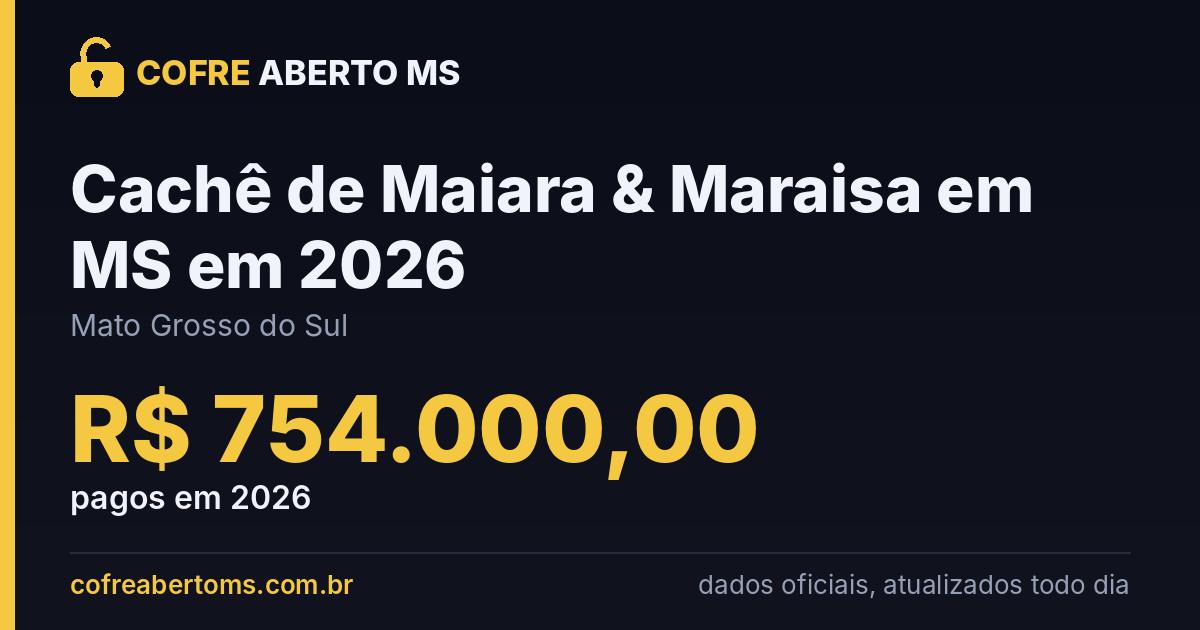 COFRE ABERTO MS
Cachê de Maiara & Maraisa em
MS em 2026
Mato Grosso do Sul
R$ 754.000,00
pagos em 2026
cofreabertoms.com.br
dados oficiais, atualizados todo dia